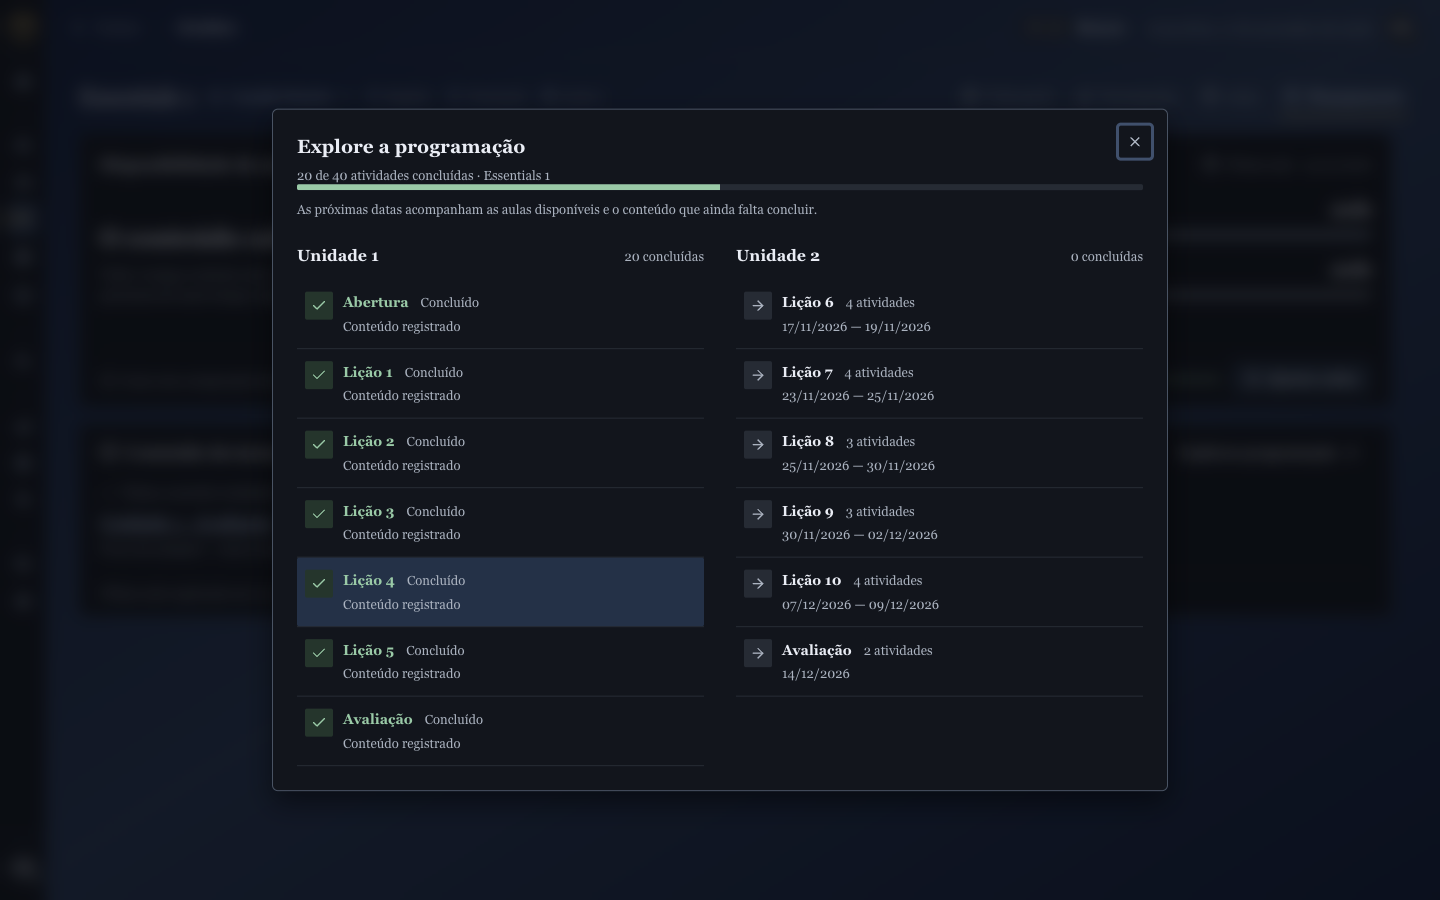 Explore a programação
20 de 40 atividades concluídas · Essentials 1
As próximas datas acompanham as aulas disponíveis e o conteúdo que ainda falta concluir.
Unidade 1 20 concluídas
Abertura Concluído
Conteúdo registrado
Lição 1 Concluído
Conteúdo registrado
Lição 2 Concluído
Conteúdo registrado
Lição 3 Concluído
Conteúdo registrado
Lição 4 Concluído
Conteúdo registrado
Lição 5 Concluído
Conteúdo registrado
Avaliação Concluído
Conteúdo registrado
Unidade 2 0 concluídas
Lição 6 4 atividades
17/11/2026 — 19/11/2026
Lição 7 4 atividades
23/11/2026 — 25/11/2026
Lição 8 3 atividades
25/11/2026 — 30/11/2026
Lição 9 3 atividades
30/11/2026 — 02/12/2026
Lição 10 4 atividades
07/12/2026 — 09/12/2026
Avaliação 2 atividades
14/12/2026